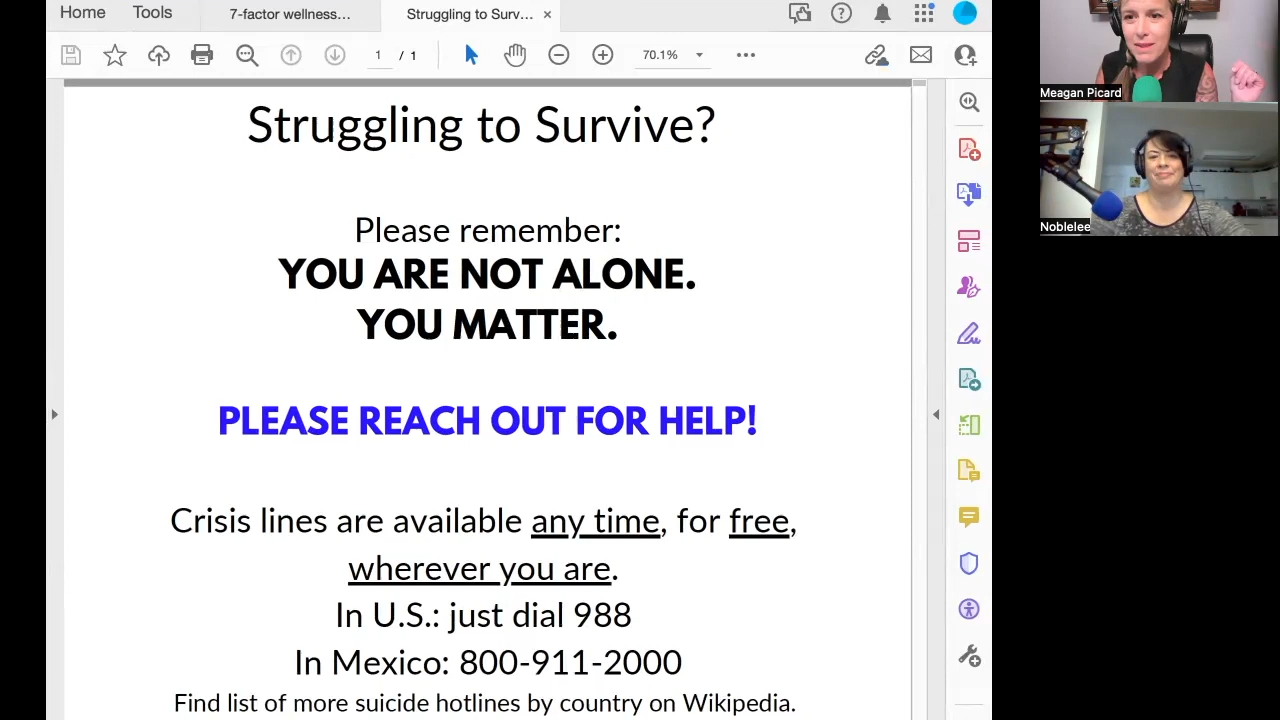 Home Tools 7-factor wellness... Struggling to Surv... ×
1 / 1 70.1%
Struggling to Survive?
Please remember:
YOU ARE NOT ALONE.
YOU MATTER.
PLEASE REACH OUT FOR HELP!
Crisis lines are available any time, for free,
wherever you are.
In U.S.: just dial 988
In Mexico: 800-911-2000
Find list of more suicide hotlines by country on Wikipedia.
Meagan Picard
Noblelee